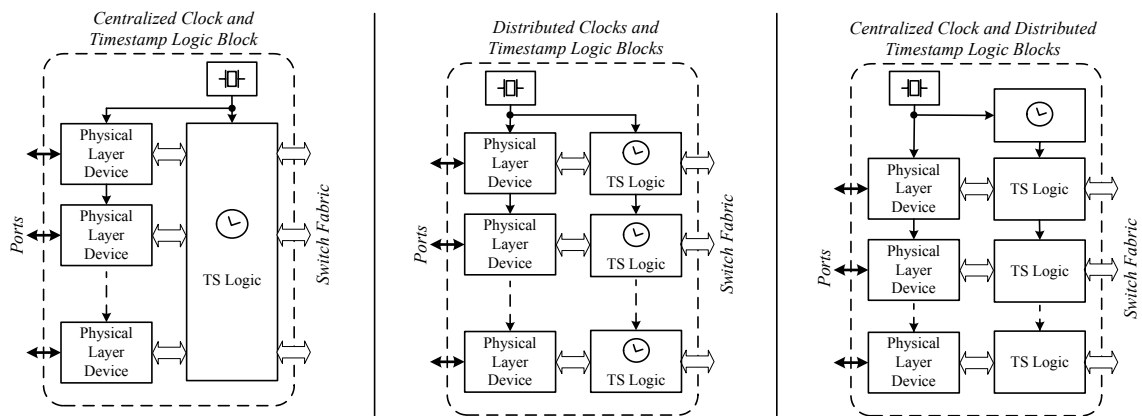 Centralized Clock and
Timestamp Logic Block
Physical
Layer
Device
Physical
Layer
Device
Physical
Layer
Device
TS Logic
Ports
Switch Fabric
Distributed Clocks and
Timestamp Logic Blocks
Physical
Layer
Device
TS Logic
Physical
Layer
Device
TS Logic
Physical
Layer
Device
TS Logic
Ports
Switch Fabric
Centralized Clock and Distributed
Timestamp Logic Blocks
Physical
Layer
Device
TS Logic
Physical
Layer
Device
TS Logic
Physical
Layer
Device
TS Logic
Ports
Switch Fabric